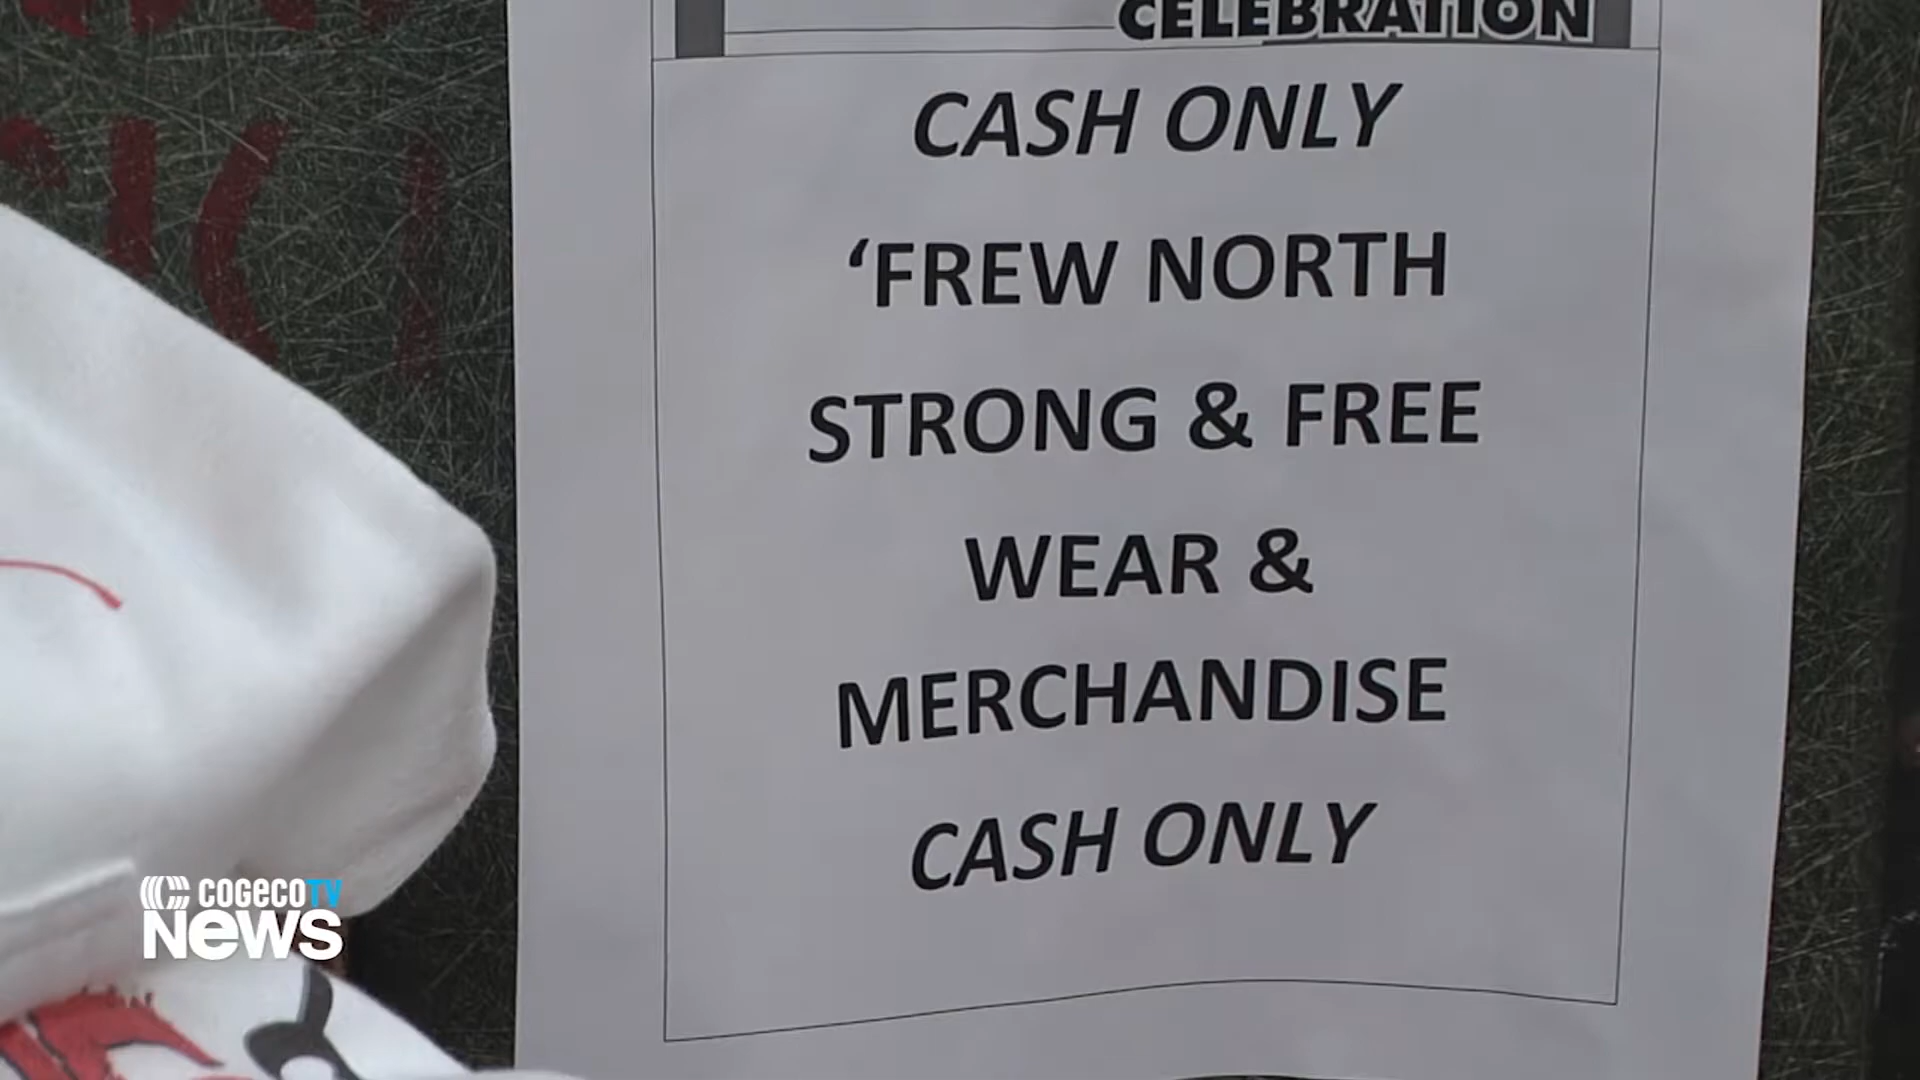 CELEBRATION
CASH ONLY
‘FREW NORTH
STRONG & FREE
WEAR &
MERCHANDISE
CASH ONLY
COGECO TV
NEWS